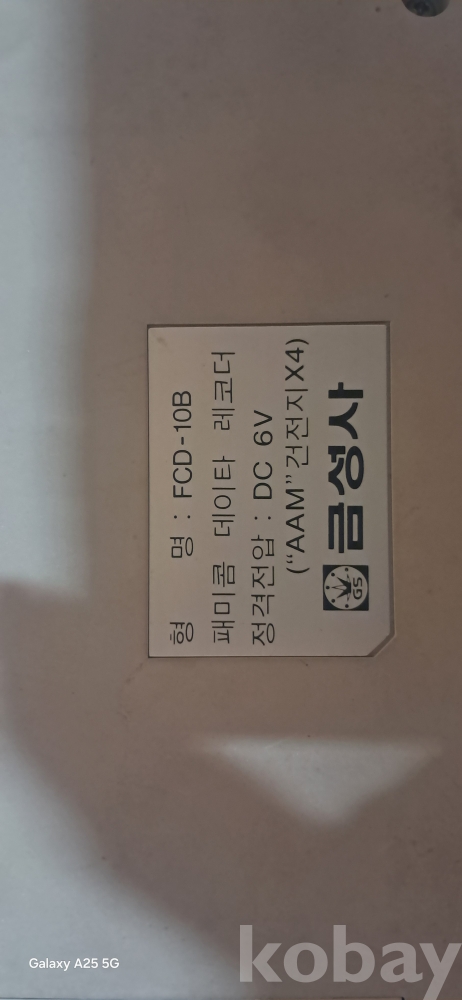 형 명 : FCD-10B
패미콤 데이타 레코더
정격전압 : DC 6V
("AAM"건전지X4)
GS 금성사
Galaxy A25 5G
kobay